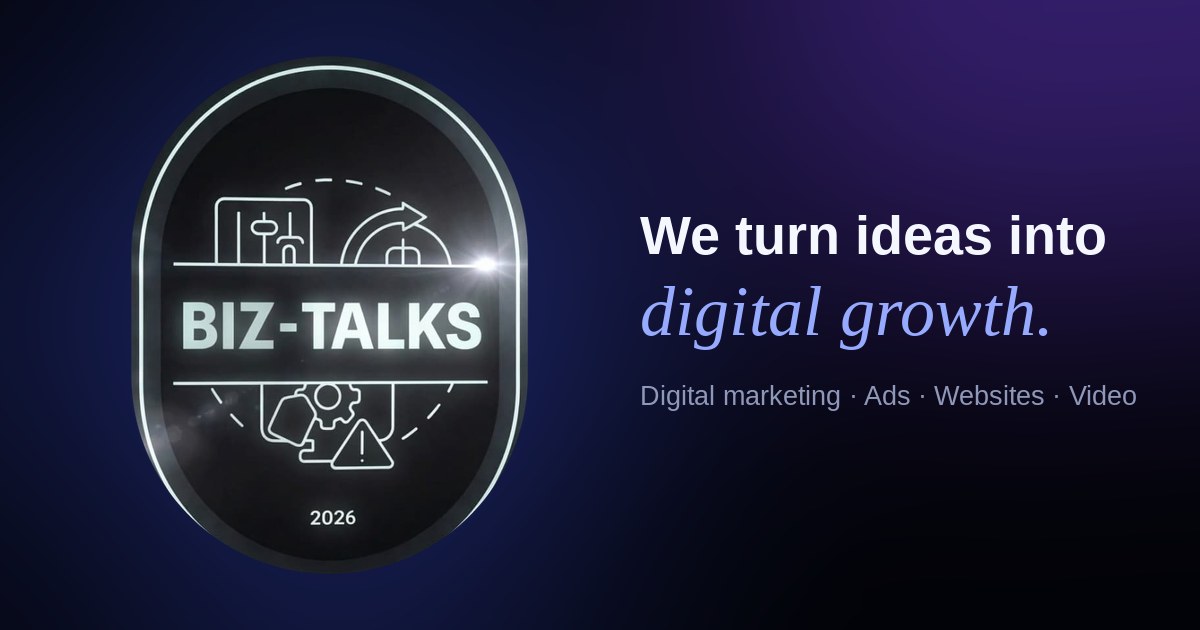 BIZ-TALKS
2026
We turn ideas into
digital growth.
Digital marketing · Ads · Websites · Video